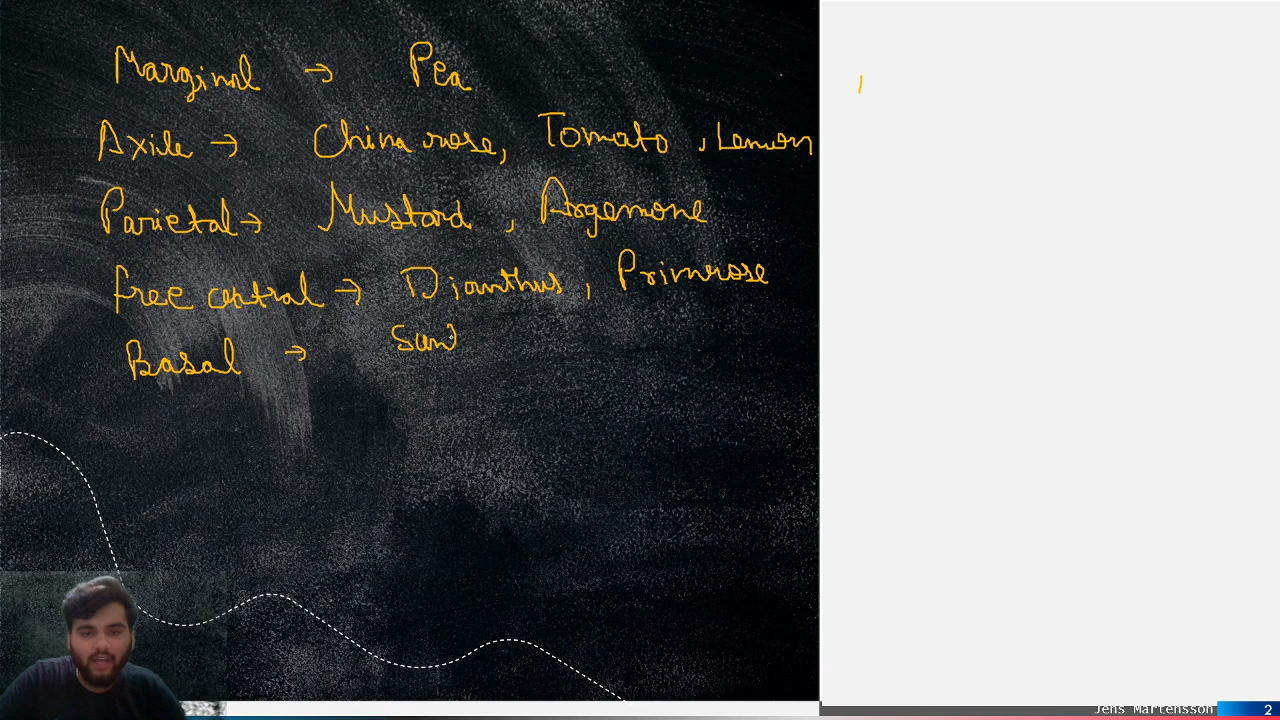 Marginal → Pea
Axile → China rose, Tomato, Lemon
Parietal → Mustard, Argemone
free central → Dianthus, Primrose
Basal → Sun
Jens Martensson
2